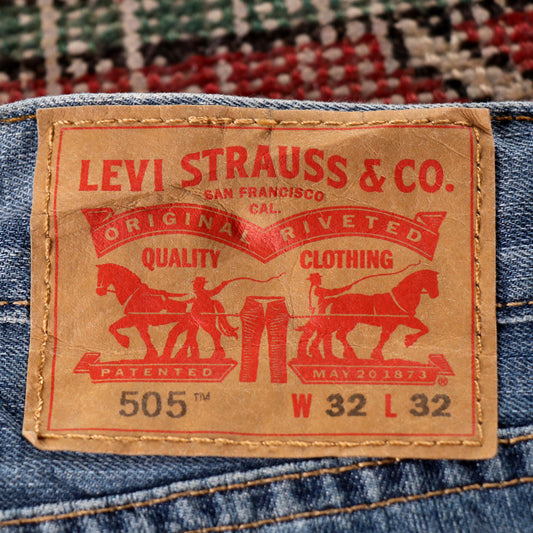 LEVI STRAUSS & CO.
SAN FRANCISCO
CAL.
ORIGINAL RIVETED
QUALITY CLOTHING
PATENTED MAY 20 1873 ®
505™ W 32 L 32